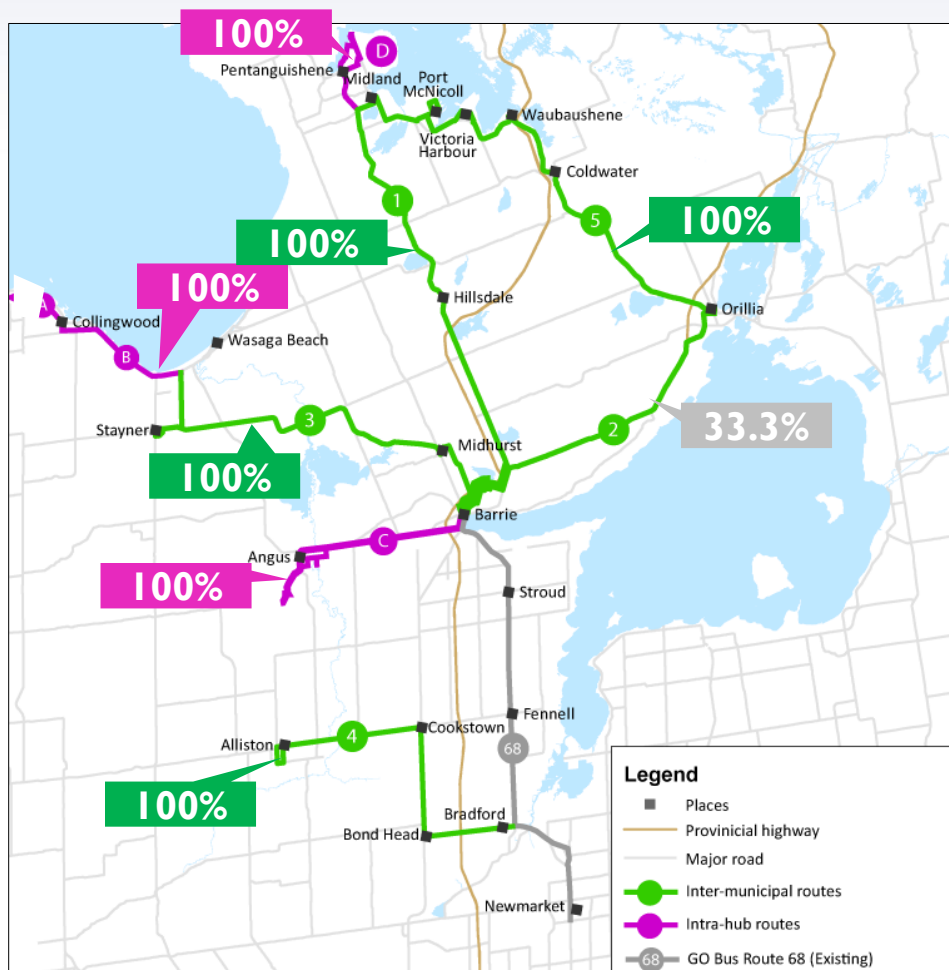 100%
D
Pentanguishene
Midland
Port
McNicoll
Victoria
Harbour
Waubaushene
Coldwater
1
5
100%
100%
100%
Hillsdale
Orillia
A
Collingwood
Wasaga Beach
B
3
2
33.3%
Stayner
Midhurst
100%
Barrie
C
Angus
100%
Stroud
Fennell
Cookstown
4
Alliston
68
100%
Bradford
Bond Head
Newmarket
Legend
Places
Provinicial highway
Major road
Inter-municipal routes
Intra-hub routes
68 GO Bus Route 68 (Existing)